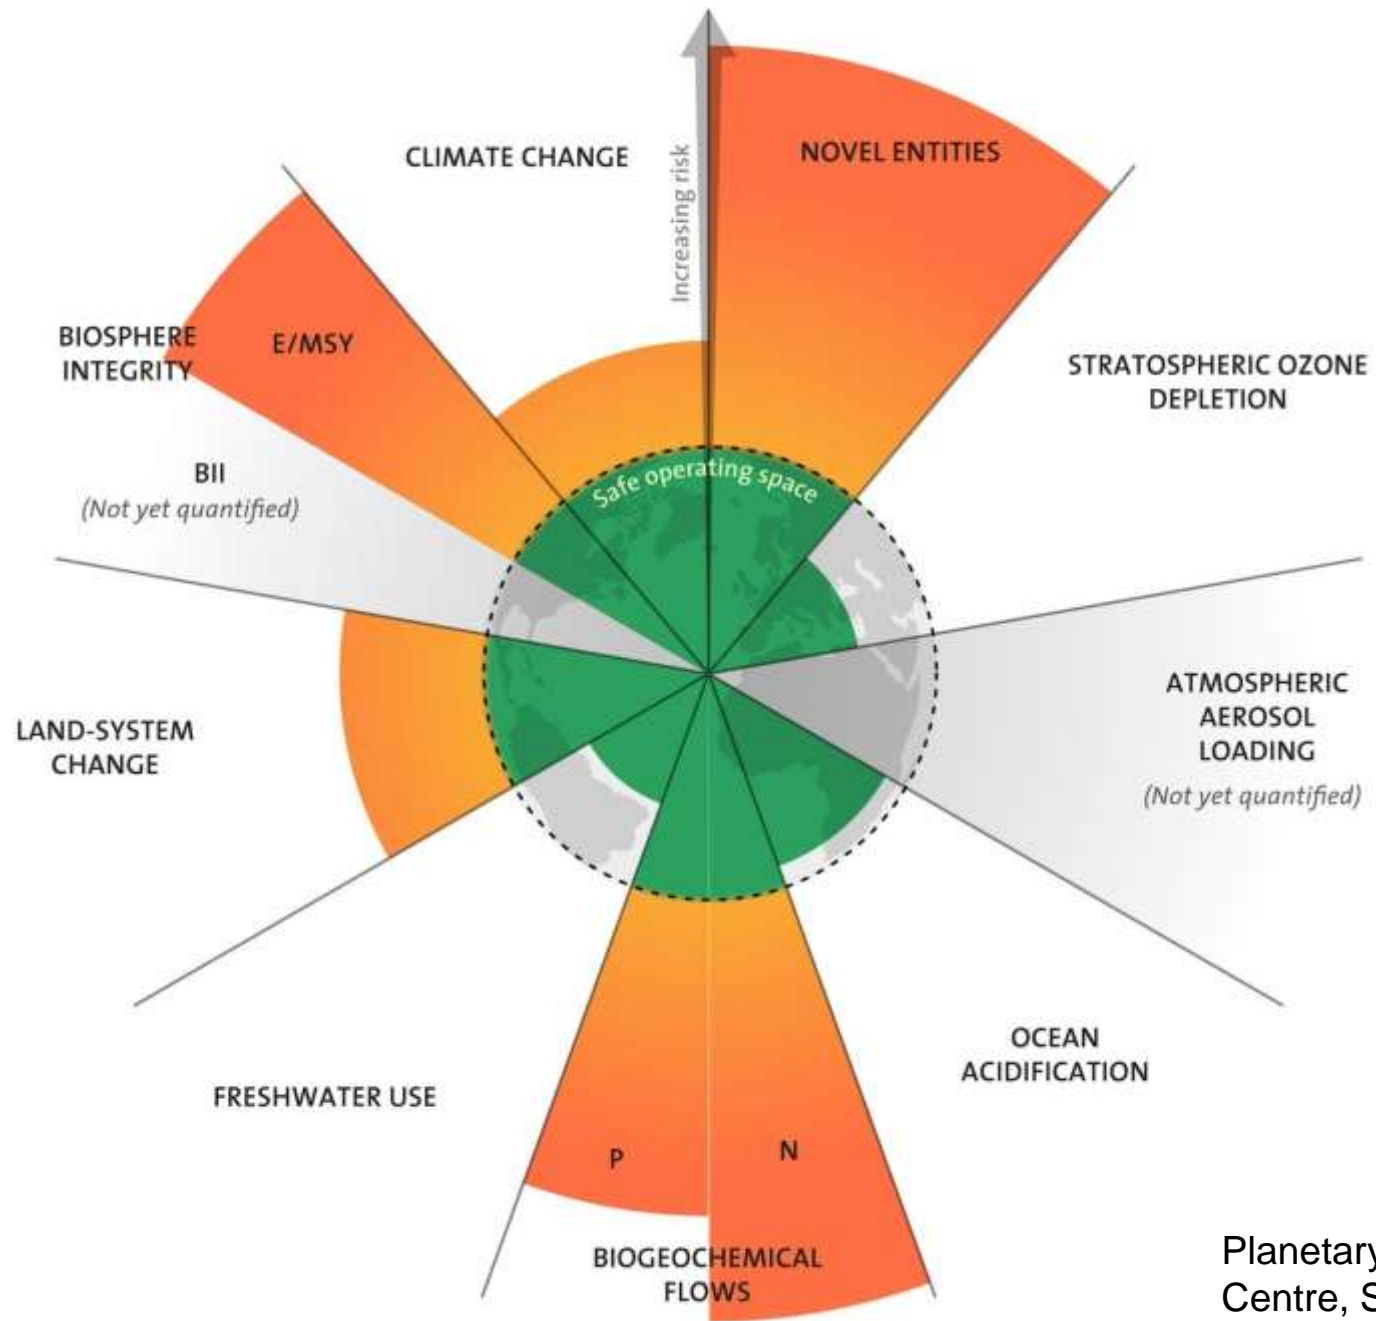 CLIMATE CHANGE
NOVEL ENTITIES
Increasing risk
BIOSPHERE
INTEGRITY
E/MSY
STRATOSPHERIC OZONE
DEPLETION
BII
(Not yet quantified)
Safe operating space
LAND-SYSTEM
CHANGE
ATMOSPHERIC
AEROSOL
LOADING
(Not yet quantified)
OCEAN
ACIDIFICATION
FRESHWATER USE
P
N
BIOGEOCHEMICAL
FLOWS
Planetary
Centre, S